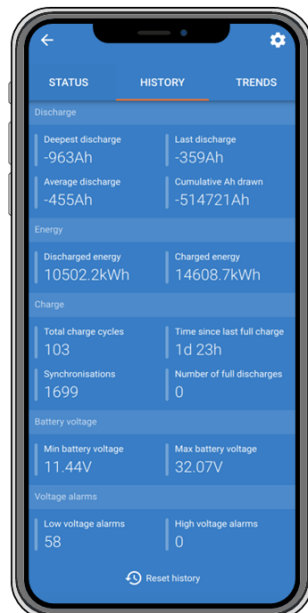 STATUS HISTORY TRENDS
Discharge
Deepest discharge Last discharge
-963Ah -359Ah
Average discharge Cumulative Ah drawn
-455Ah -514721Ah
Energy
Discharged energy Charged energy
10502.2kWh 14608.7kWh
Charge
Total charge cycles Time since last full charge
103 1d 23h
Synchronisations Number of full discharges
1699 0
Battery voltage
Min battery voltage Max battery voltage
11.44V 32.07V
Voltage alarms
Low voltage alarms High voltage alarms
58 0
Reset history